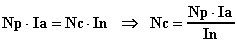 Np · Ia = Nc · In ⇒ Nc = Np · Ia / In